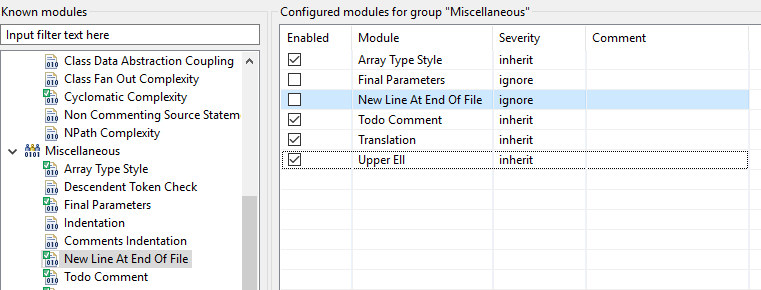 Known modules
Input filter text here
Class Data Abstraction Coupling
Class Fan Out Complexity
Cyclomatic Complexity
Non Commenting Source Statem
NPath Complexity
Miscellaneous
Array Type Style
Descendent Token Check
Final Parameters
Indentation
Comments Indentation
New Line At End Of File
Todo Comment
Configured modules for group "Miscellaneous"
Enabled Module Severity Comment
Array Type Style inherit
Final Parameters ignore
New Line At End Of File ignore
Todo Comment inherit
Translation inherit
Upper Ell inherit